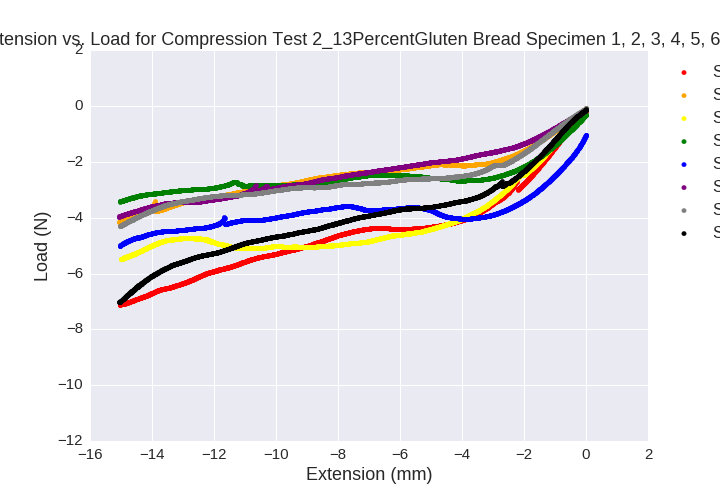 tension vs. Load for Compression Test 2_13PercentGluten Bread Specimen 1, 2, 3, 4, 5, 6
2
0
−2
−4
−6
−8
−10
−12
Load (N)
−16 −14 −12 −10 −8 −6 −4 −2 0 2
Extension (mm)
S
S
S
S
S
S
S
S